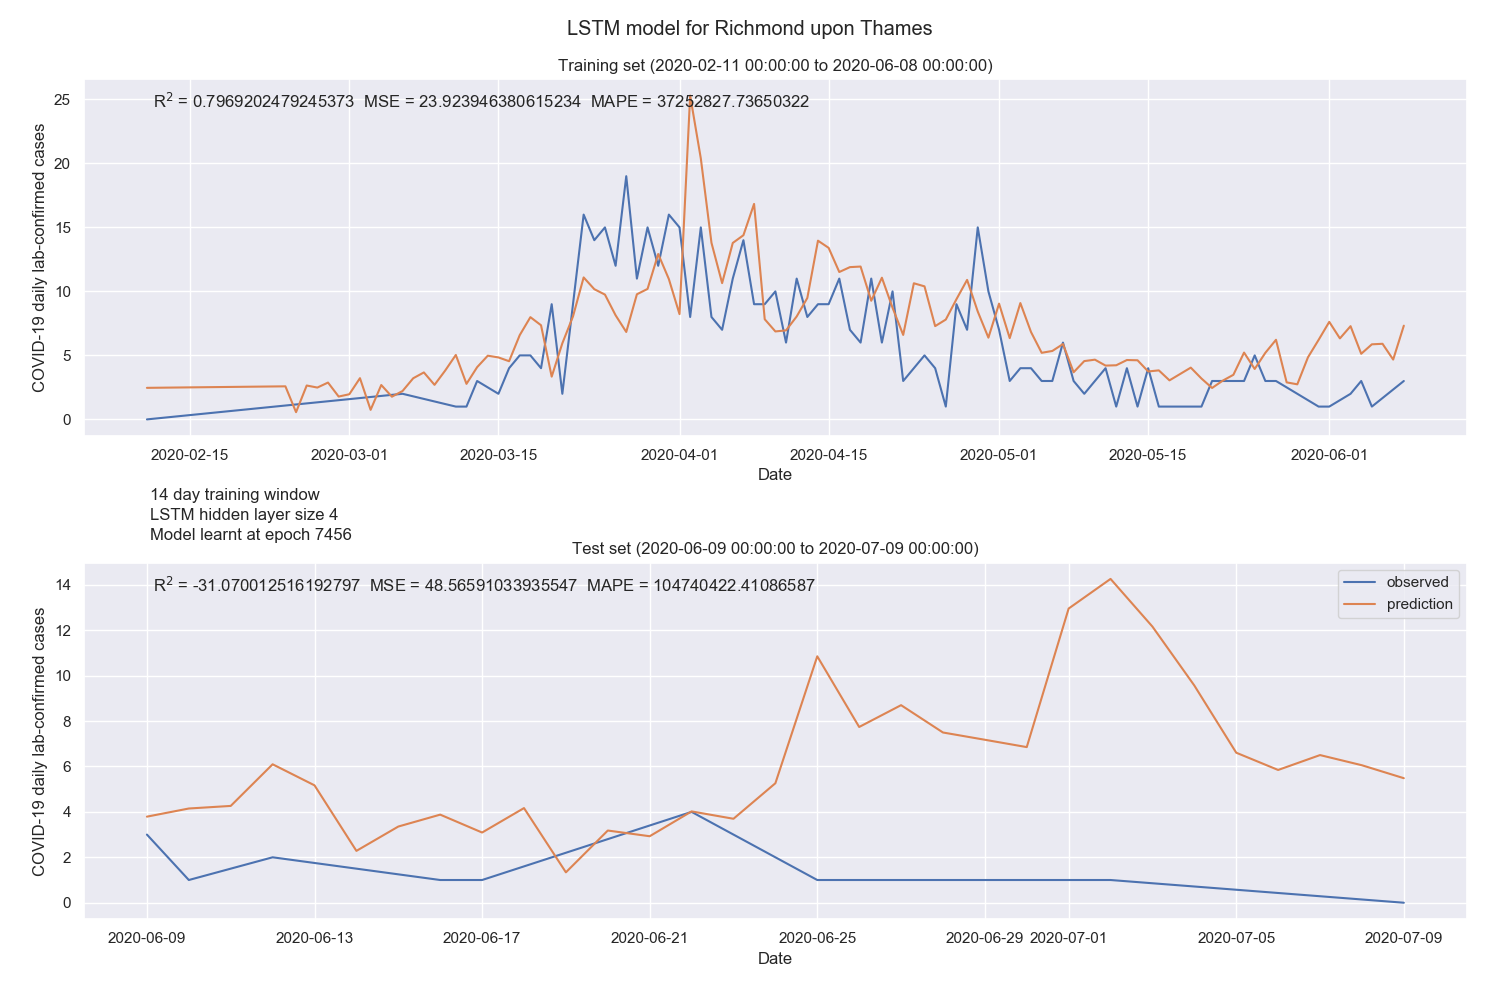 LSTM model for Richmond upon Thames
Training set (2020-02-11 00:00:00 to 2020-06-08 00:00:00)
R² = 0.7969202479245373 MSE = 23.923946380615234 MAPE = 37252827.73650322
COVID-19 daily lab-confirmed cases
25
20
15
10
5
0
2020-02-15 2020-03-01 2020-03-15 2020-04-01 2020-04-15 2020-05-01 2020-05-15 2020-06-01
Date
14 day training window
LSTM hidden layer size 4
Model learnt at epoch 7456
Test set (2020-06-09 00:00:00 to 2020-07-09 00:00:00)
R² = -31.070012516192797 MSE = 48.56591033935547 MAPE = 104740422.41086587
observed
prediction
COVID-19 daily lab-confirmed cases
14
12
10
8
6
4
2
0
2020-06-09 2020-06-13 2020-06-17 2020-06-21 2020-06-25 2020-06-29 2020-07-01 2020-07-05 2020-07-09
Date